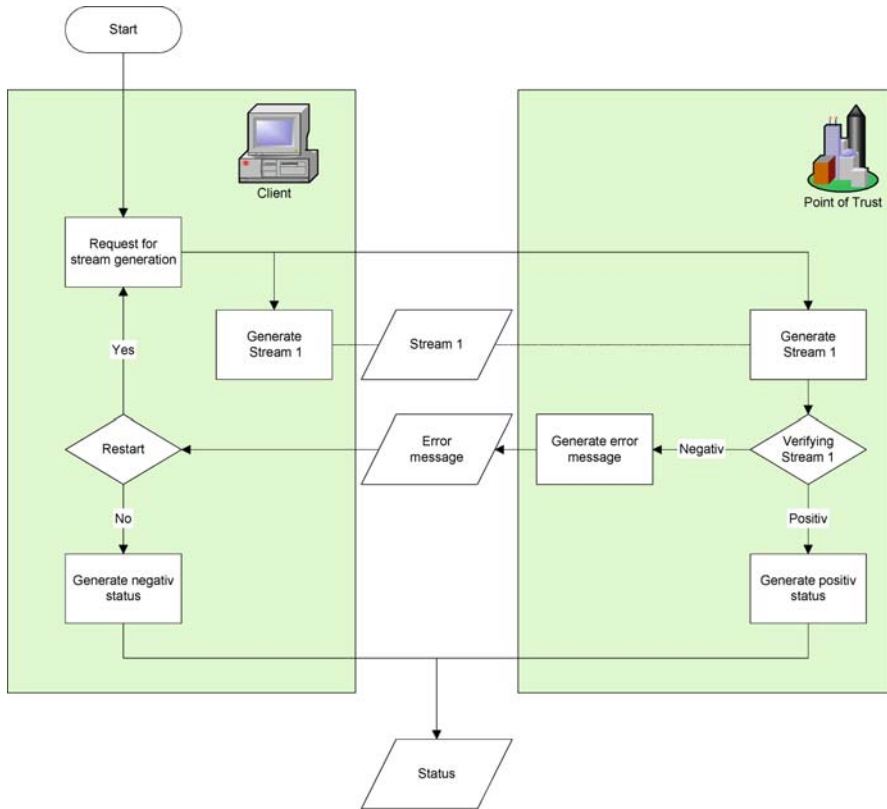 Start
Client
Point of Trust
Request for
stream generation
Generate
Stream 1
Stream 1
Generate
Stream 1
Yes
Restart
Error
message
Generate error
message
Negativ
Verifying
Stream 1
No
Positiv
Generate negativ
status
Generate positiv
status
Status